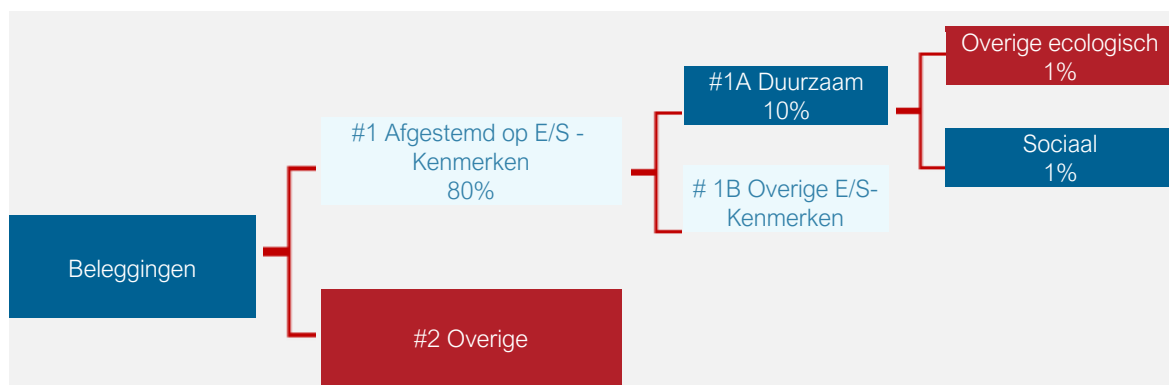 Beleggingen
#1 Afgestemd op E/S -
Kenmerken
80%
#2 Overige
#1A Duurzaam
10%
# 1B Overige E/S-
Kenmerken
Overige ecologisch
1%
Sociaal
1%